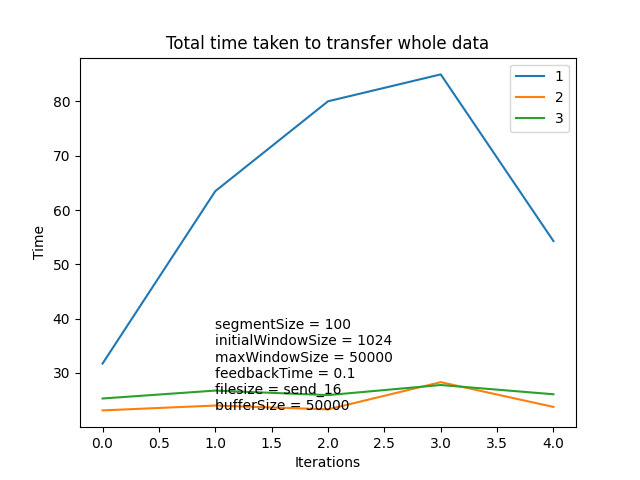 Total time taken to transfer whole data
1
2
3
80
70
60
50
40
30
Time
segmentSize = 100
initialWindowSize = 1024
maxWindowSize = 50000
feedbackTime = 0.1
filesize = send_16
bufferSize = 50000
0.0 0.5 1.0 1.5 2.0 2.5 3.0 3.5 4.0
Iterations